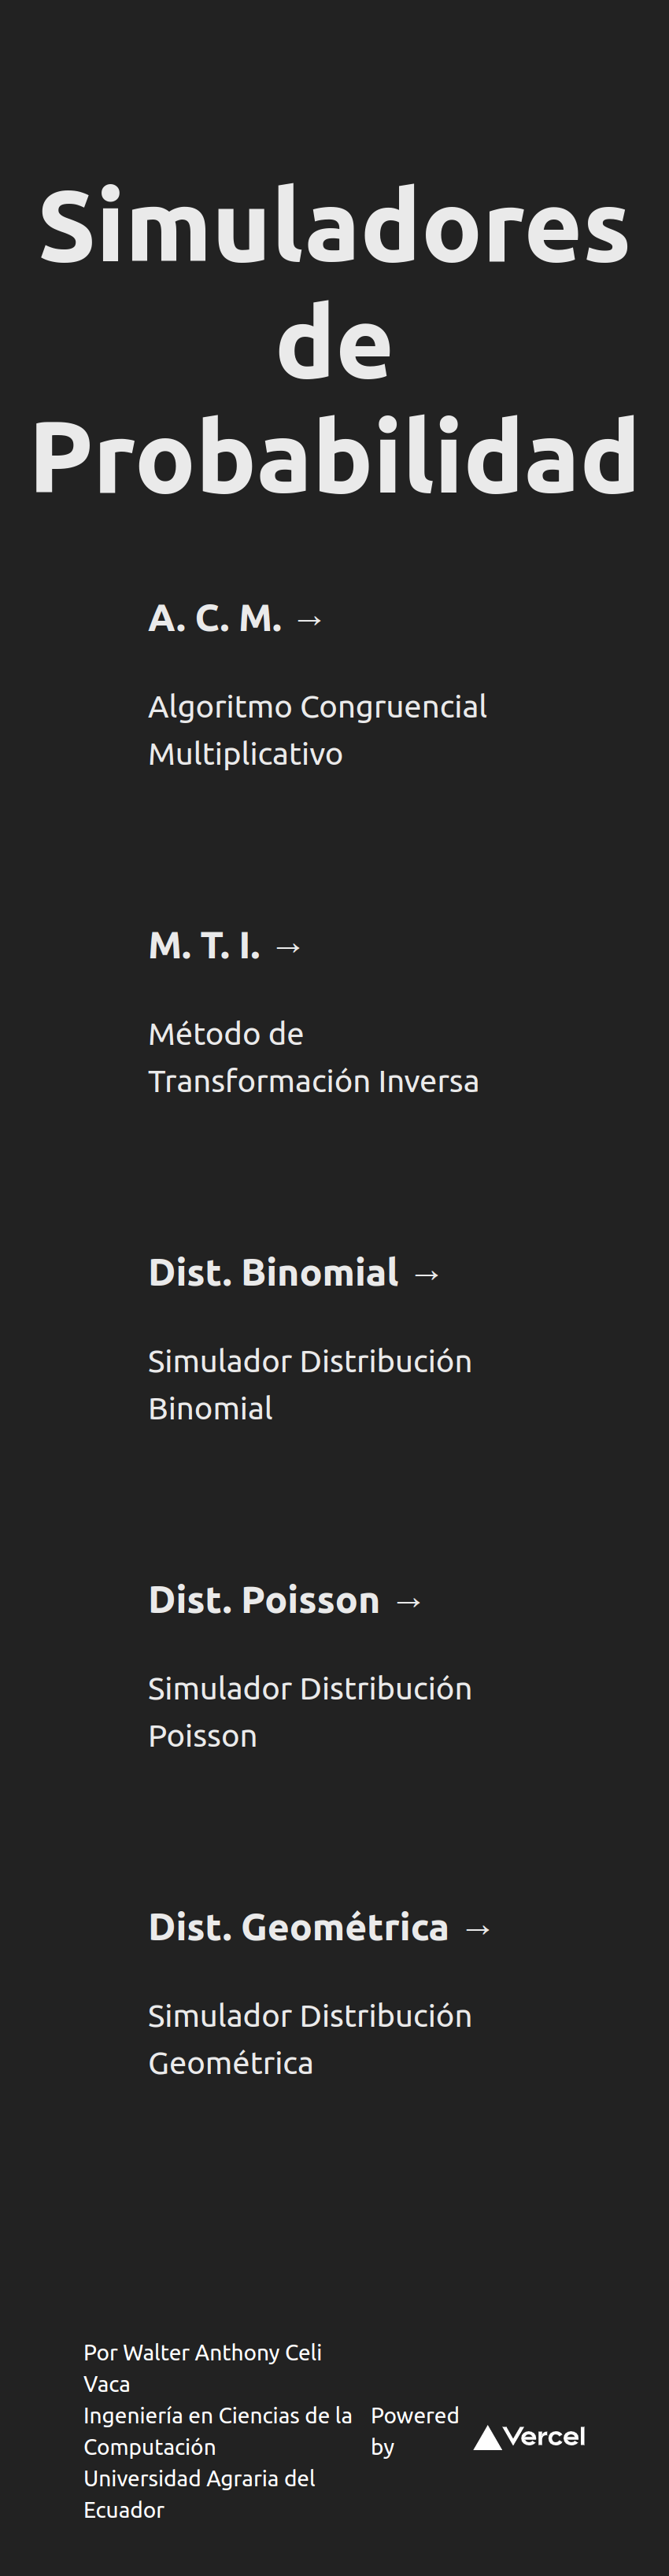 Simuladores
de
Probabilidad
A. C. M. →
Algoritmo Congruencial
Multiplicativo
M. T. I. →
Método de
Transformación Inversa
Dist. Binomial →
Simulador Distribución
Binomial
Dist. Poisson →
Simulador Distribución
Poisson
Dist. Geométrica →
Simulador Distribución
Geométrica
Por Walter Anthony Celi
Vaca
Ingeniería en Ciencias de la
Computación
Universidad Agraria del
Ecuador
Powered
by
Vercel